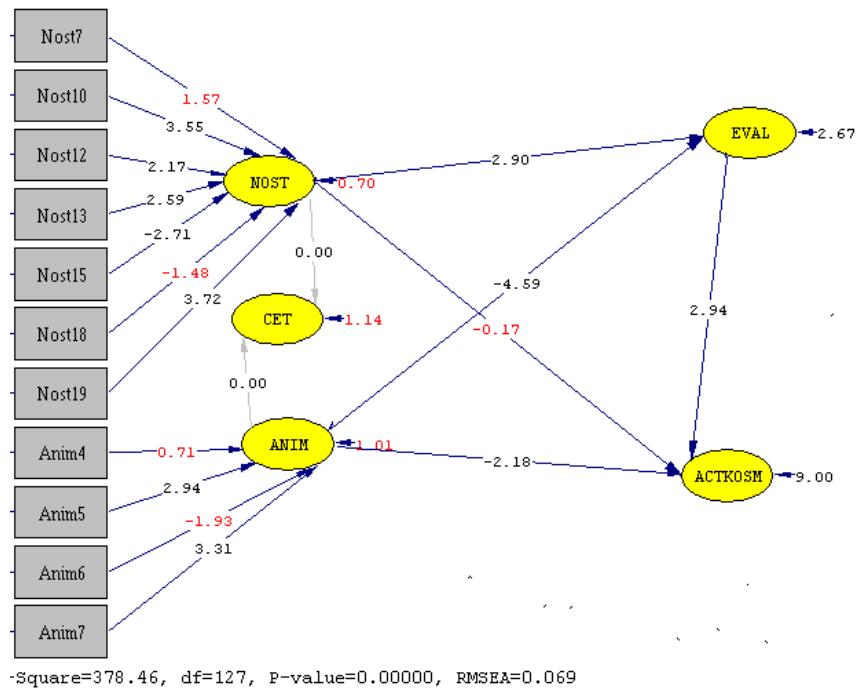 Nost7
1.57
Nost10
3.55
EVAL
2.67
Nost12
2.17
2.90
NOST
0.70
Nost13
2.59
-2.71
Nost15
0.00
-1.48
-4.59
Nost18
3.72
2.94
CET
1.14
-0.17
Nost19
0.00
Anim4
0.71
ANIM
1.01
-2.18
2.94
ACTKOSM
9.00
Anim5
-1.93
Anim6
3.31
Anim7
-Square=378.46, df=127, P-value=0.00000, RMSEA=0.069